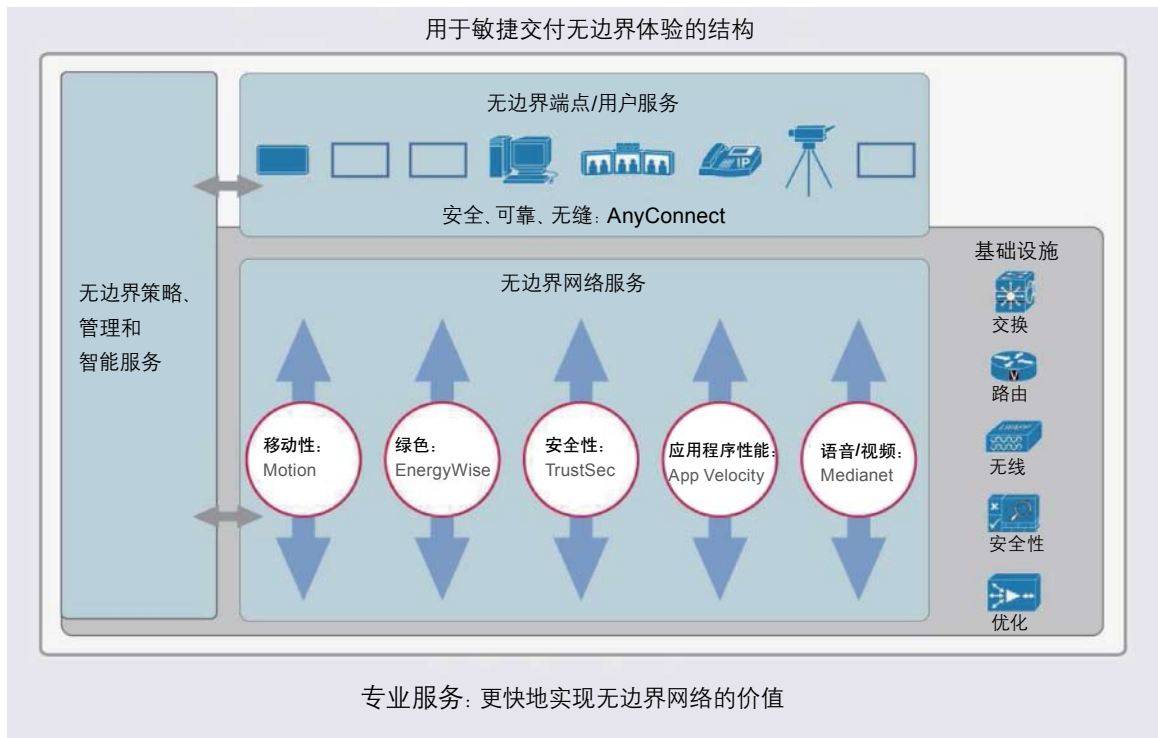 用于敏捷交付无边界体验的结构
无边界端点/用户服务
IP
安全、可靠、无缝: AnyConnect
无边界策略、
管理和
智能服务
无边界网络服务
移动性:
Motion
绿色:
EnergyWise
安全性:
TrustSec
应用程序性能:
App Velocity
语音/视频:
Medianet
基础设施
交换
V
路由
LWAPP
无线
安全性
优化
专业服务: 更快地实现无边界网络的价值